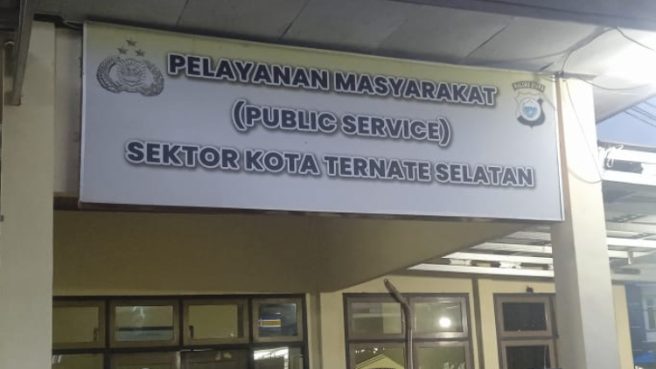 PELAYANAN MASYARAKAT
(PUBLIC SERVICE)
SEKTOR KOTA TERNATE SELATAN